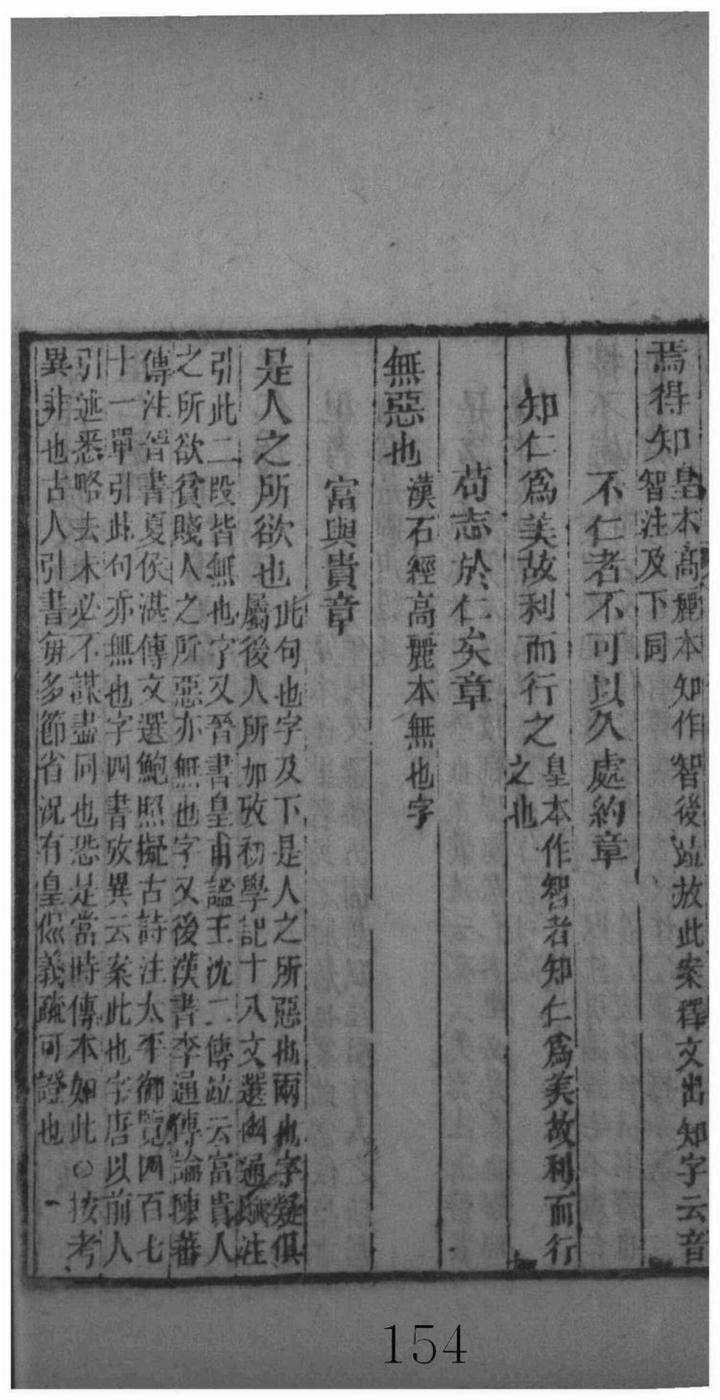 焉得知 皇本高麗本知作智後竝放此案釋文出知字云音
智注及下同
不仁者不可以久處約章
知仁爲美故利而行之 皇本作智者知仁爲美故利而行
之也
苟志於仁矣章
無惡也 漢石經高麗本無也字
富與貴章
是人之所欲也 此句也字及下是人之所惡也兩也字疑俱
屬後人所加攷初學記十八文選幽通賦注
引此二段皆無也字又晉書皇甫謐王沈二傳竝云富貴人
之所欲貧賤人之所惡亦無也字又後漢書李通傳論陳蕃
傳注晉書夏侯湛傳文選鮑照擬古詩注太平御覽四百七
十一單引此句亦無也字四書攷異云案此也字唐以前人
引述悉略去未必不謀盡同也恐是當時傳本如此○按考
異非也古人引書每多節省況有皇侃義疏可證也
154